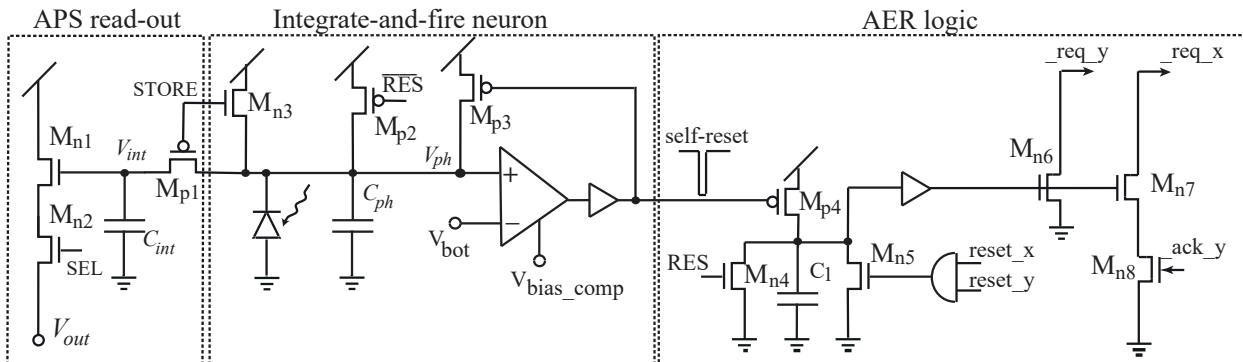 APS read-out
Integrate-and-fire neuron
AER logic
_req_y
_req_x
STORE
RES
M_n3
M_p2
M_p3
M_n1
V_int
M_p1
V_ph
self-reset
M_n6
M_n7
M_n2
C_int
C_ph
+
−
M_p4
SEL
V_bot
V_bias_comp
RES
M_n4
C_1
M_n5
reset_x
reset_y
M_n8
_ack_y
V_out